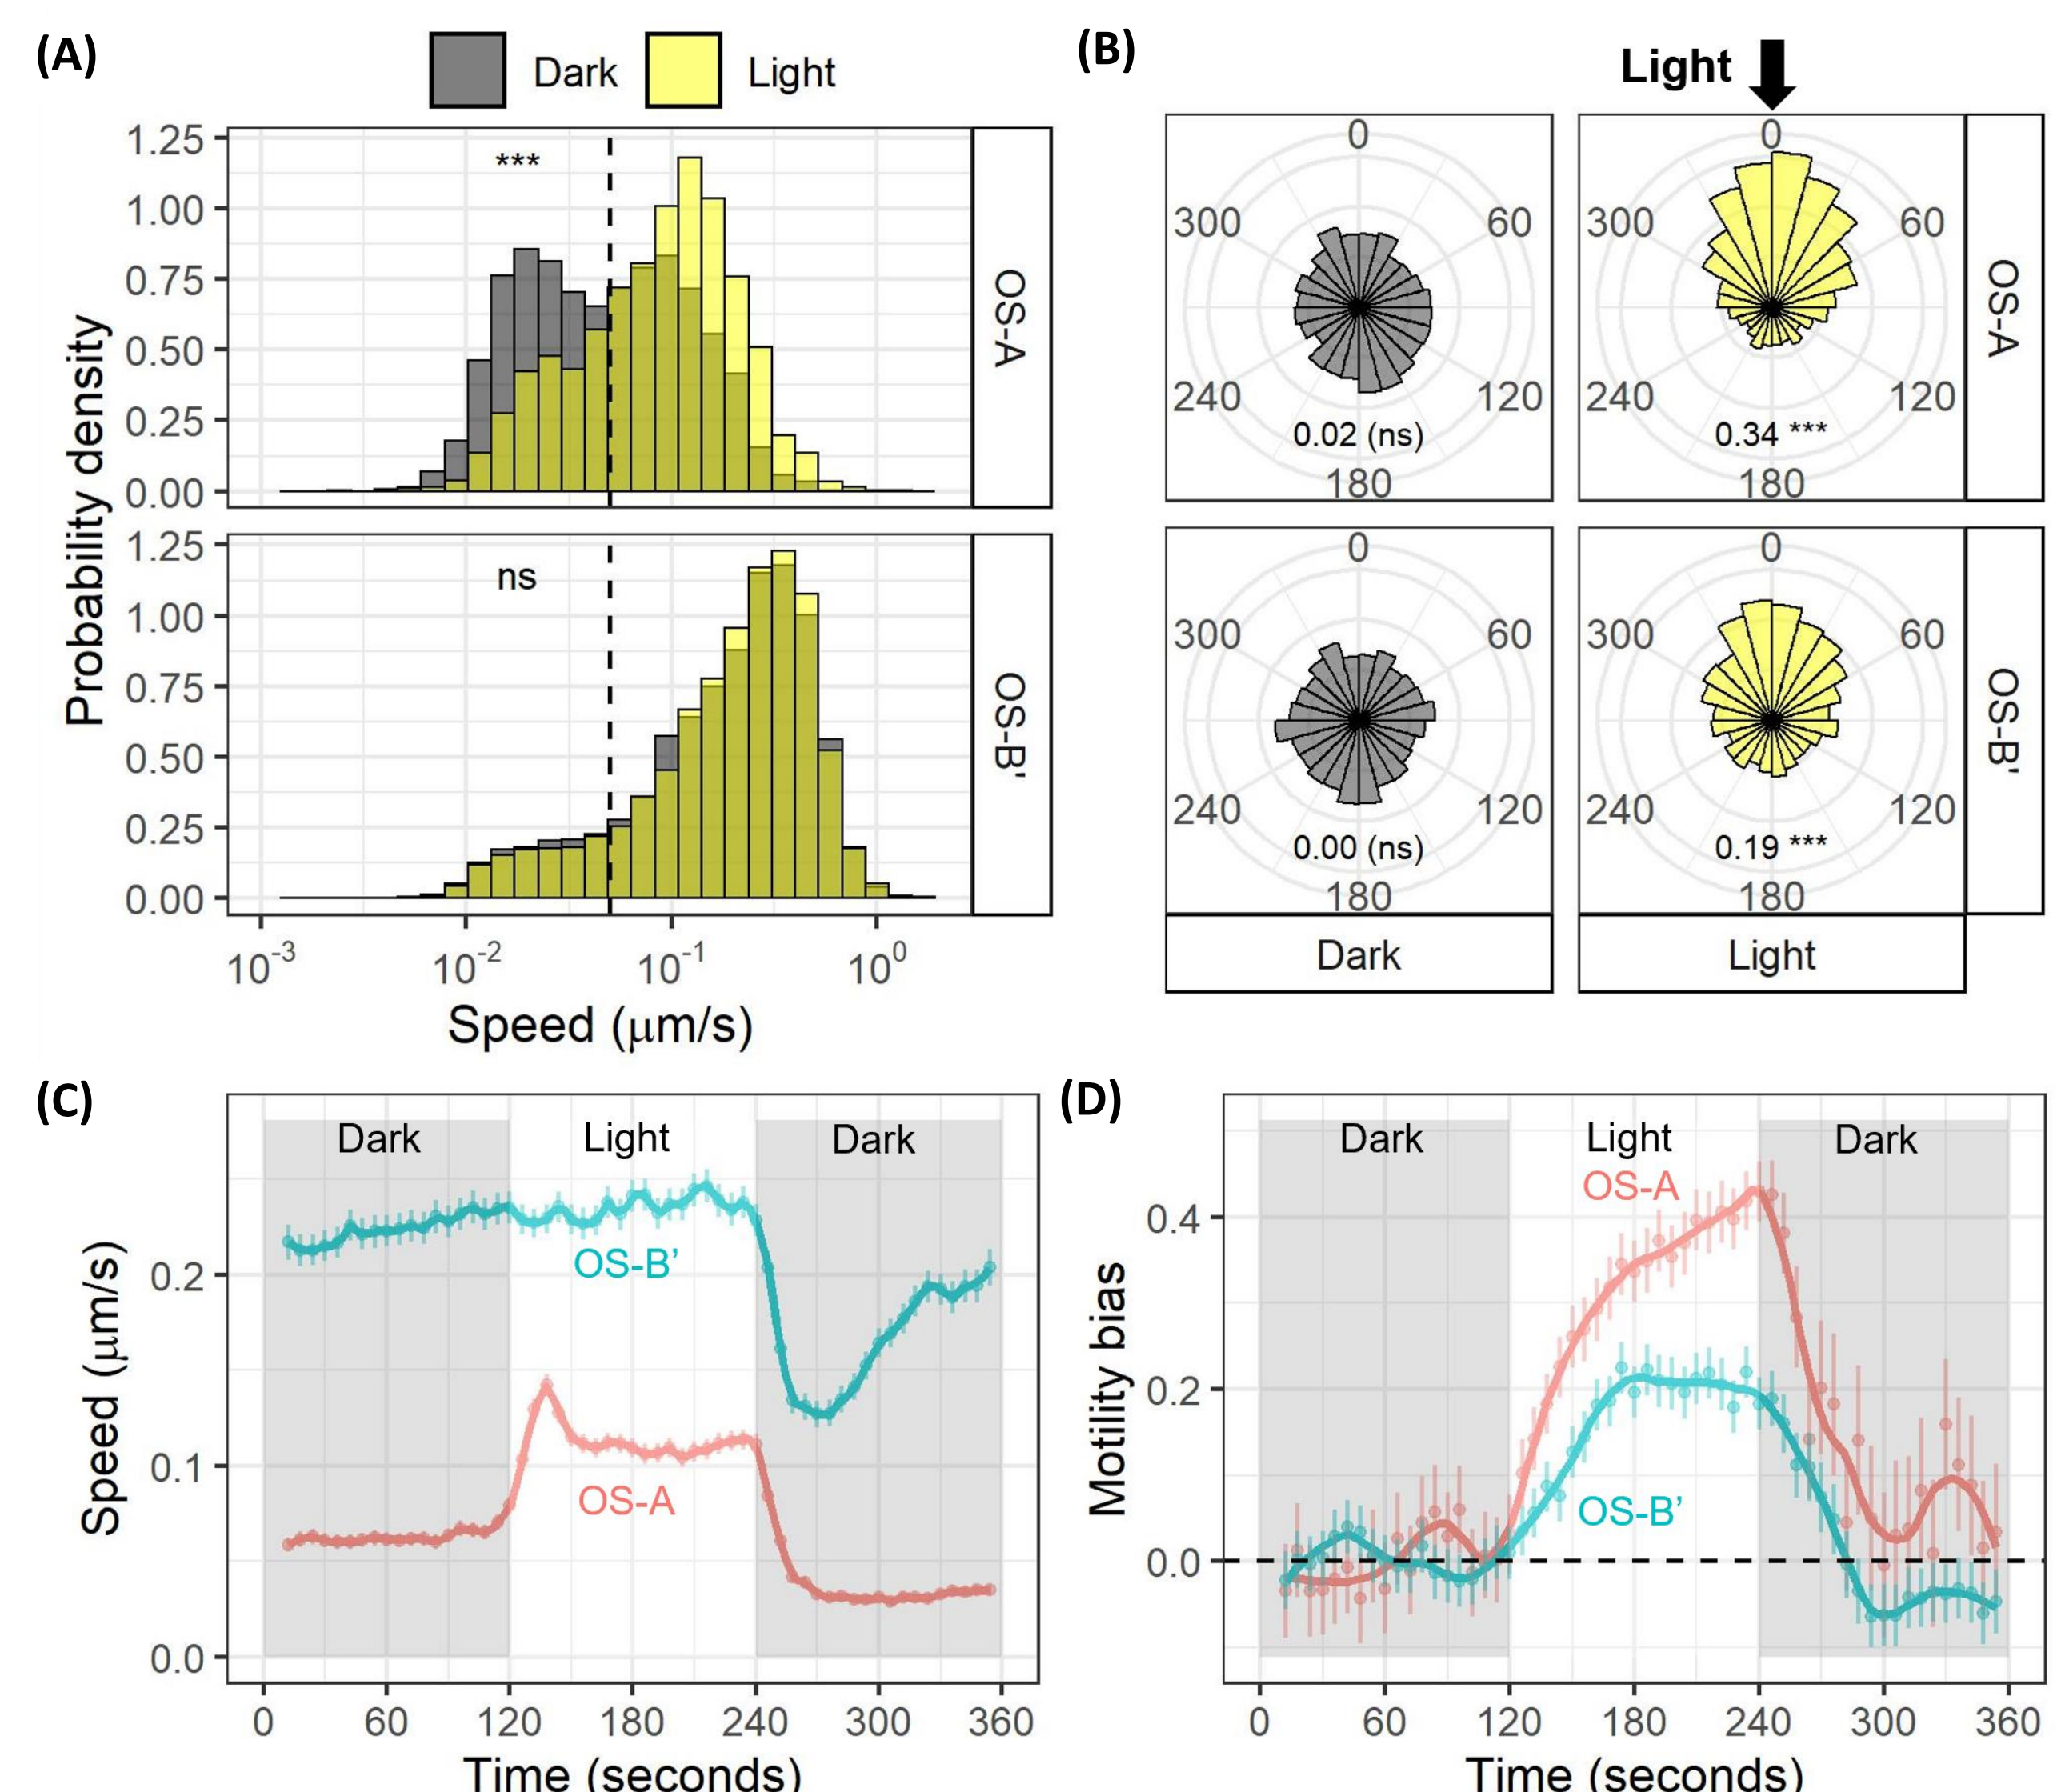 (A)
Dark
Light
1.25
1.00
0.75
0.50
0.25
0.00
***
OS-A
1.25
1.00
0.75
0.50
0.25
0.00
ns
OS-B'
Probability density
10-3
10-2
10-1
100
Speed (μm/s)
(B)
Light
0
60
120
180
240
300
0.02 (ns)
0
60
120
180
240
300
0.34 ***
OS-A
0
60
120
180
240
300
0.00 (ns)
0
60
120
180
240
300
0.19 ***
OS-B'
Dark
Light
(C)
Dark
Light
Dark
OS-B’
OS-A
0.2
0.1
0.0
Speed (μm/s)
0
60
120
180
240
300
360
Time (seconds)
(D)
Dark
Light
Dark
OS-A
OS-B’
0.4
0.2
0.0
Motility bias
0
60
120
180
240
300
360
Time (seconds)